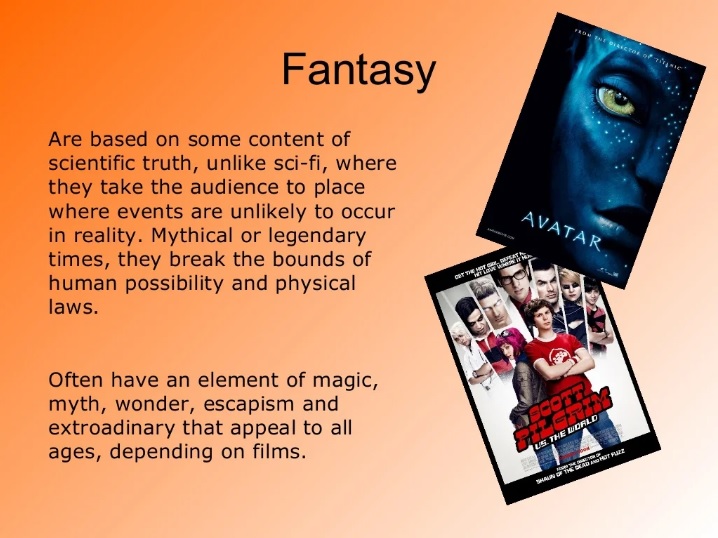 Fantasy
Are based on some content of
scientific truth, unlike sci-fi, where
they take the audience to place
where events are unlikely to occur
in reality. Mythical or legendary
times, they break the bounds of
human possibility and physical
laws.
Often have an element of magic,
myth, wonder, escapism and
extroadinary that appeal to all
ages, depending on films.
FROM THE DIRECTOR OF TITANIC
AVATAR
GET THE HOT GIRL. DEFEAT
HIT LOVE WHERE IT
SCOTT
PILGRIM
VS. THE WORLD
FROM THE DIRECTOR OF
SHAUN OF THE DEAD AND HOT FUZZ